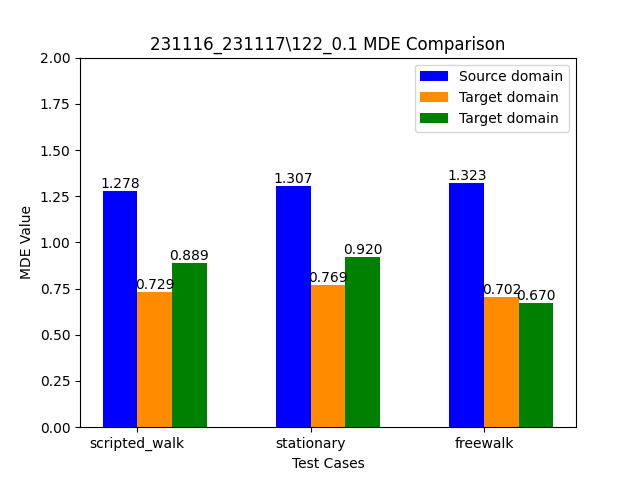 231116_231117\122_0.1 MDE Comparison
Source domain
Target domain
Target domain
MDE Value
2.00
1.75
1.50
1.25
1.00
0.75
0.50
0.25
0.00
1.278
0.729
0.889
1.307
0.769
0.920
1.323
0.702
0.670
scripted_walk
stationary
freewalk
Test Cases